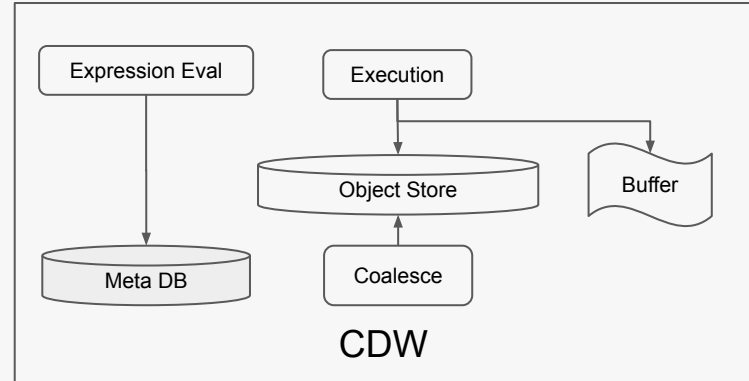 Expression Eval
Execution
Object Store
Buffer
Meta DB
Coalesce
CDW